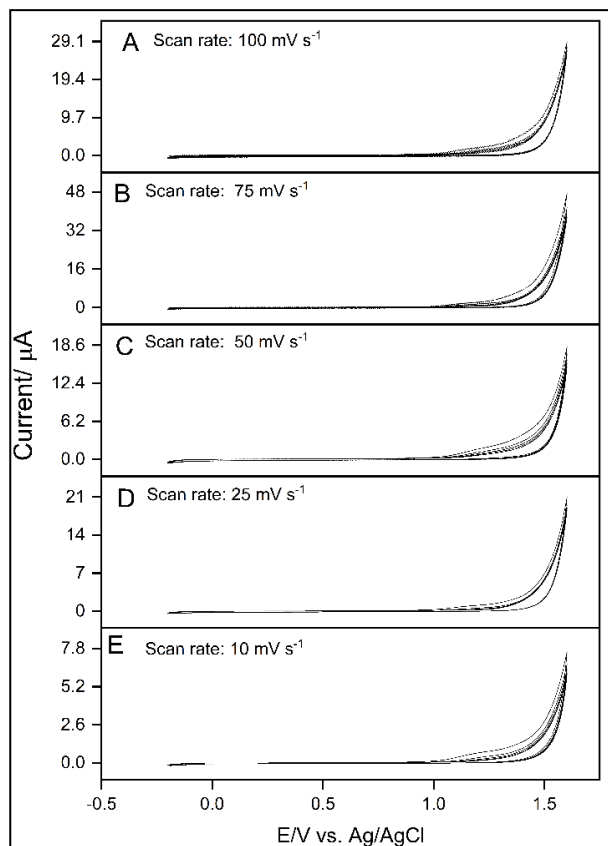 A Scan rate: 100 mV s⁻¹
29.1
19.4
9.7
0.0
B Scan rate: 75 mV s⁻¹
48
32
16
0
C Scan rate: 50 mV s⁻¹
18.6
12.4
6.2
0.0
D Scan rate: 25 mV s⁻¹
21
14
7
0
E Scan rate: 10 mV s⁻¹
7.8
5.2
2.6
0.0
Current/ µA
-0.5 0.0 0.5 1.0 1.5
E/V vs. Ag/AgCl